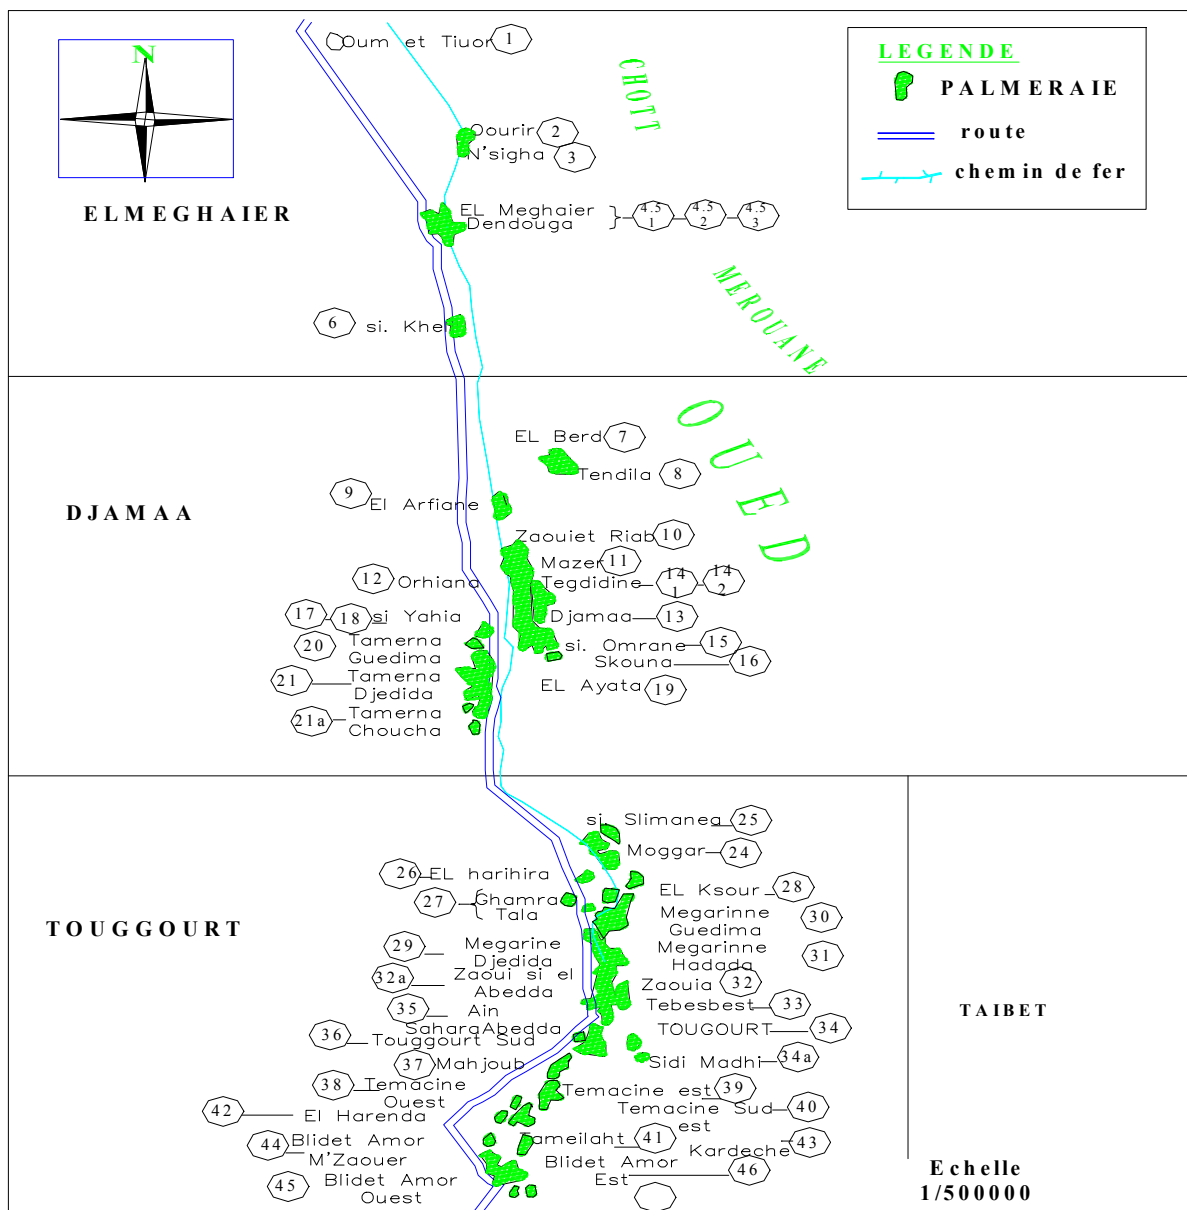 N
Oum et Tiuor 1
CHOTT
LEGENDE
PALMERAIE
route
chemin de fer
Oourir 2
N'sigha 3
ELMEGHAIER
EL Meghaier
Dendouga
4.5 1
4.5 2
4.5 3
MEROUANE
6 si. Khe
OUED
EL Berd 7
Tendila 8
9 El Arfiane
DJAMAA
Zaouiet Riab 10
Mazer 11
12 Orhiana
Tegdidine 14 1 14 2
17 18 si Yahia
Djamaa 13
20 Tamerna
Guedima
si. Omrane 15
Skouna 16
21 Tamerna
Djedida
EL Ayata 19
21a Tamerna
Choucha
si. Slimanea 25
Moggar 24
26 EL harihira
27 Ghamra
Tala
EL Ksour 28
TOUGGOURT
Megarinne
Guedima 30
29 Megarine
Djedida
Megarinne
Hadada 31
32a Zaoui si el
Abedda
Zaouia 32
35 Ain
SaharaAbedda
Tebesbest 33
36 Touggourt Sud
TOUGOURT 34
TAIBET
37 Mahjoub
Sidi Madhi 34a
38 Temacine
Ouest
Temacine est 39
42 El Harenda
Temacine Sud
est 40
44 Blidet Amor
M'Zaouer
Tameilaht 41
Kardeche 43
45 Blidet Amor
Ouest
Blidet Amor
Est 46
Echelle
1/500000